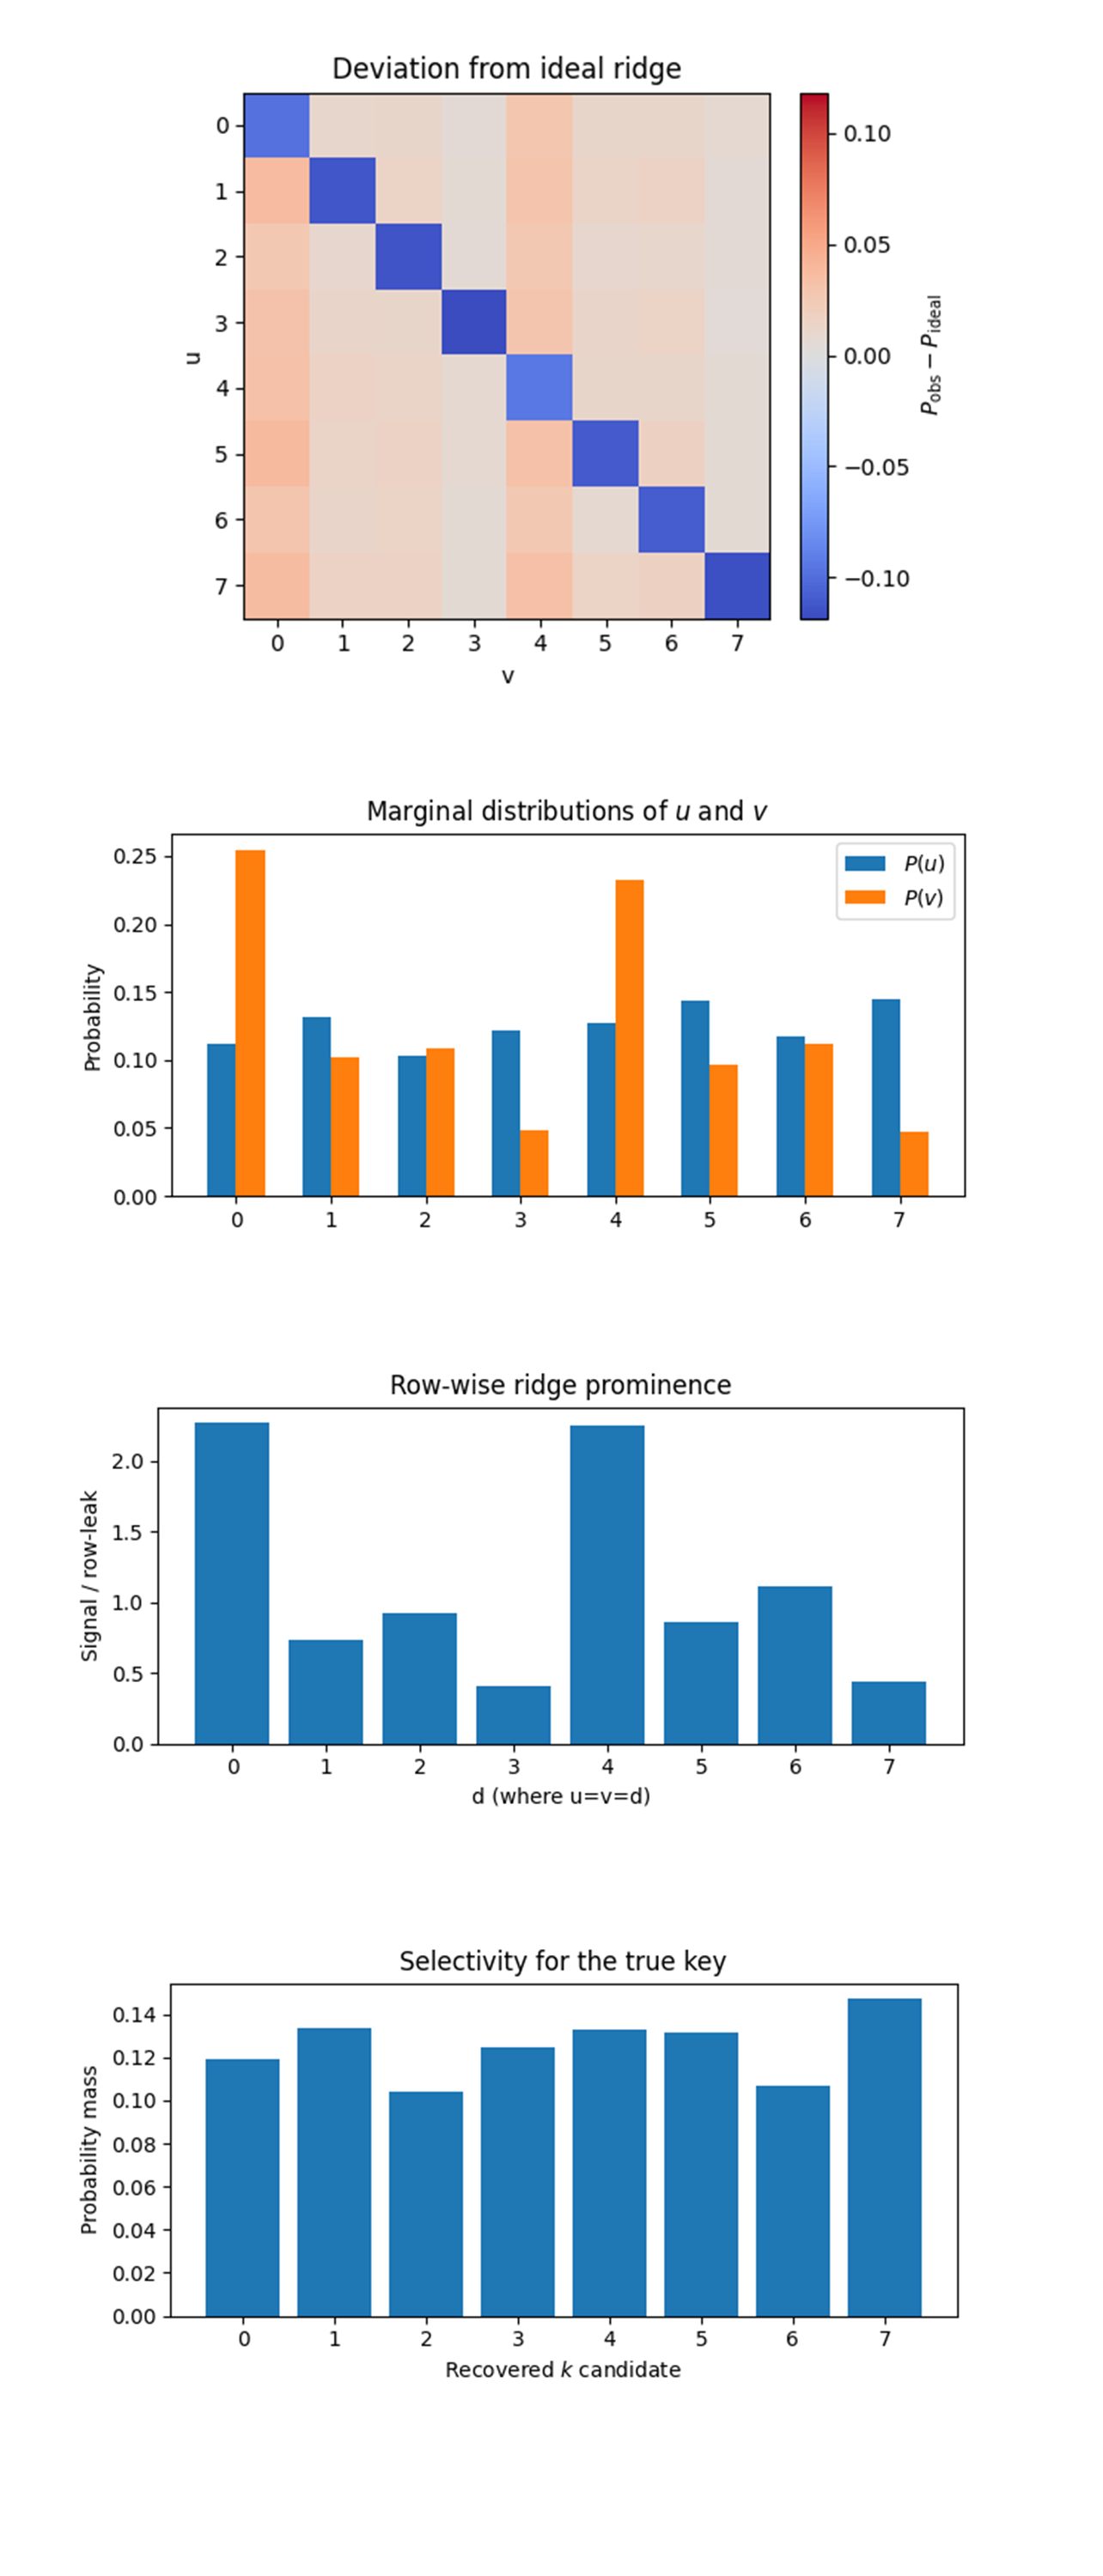 Deviation from ideal ridge
0
1
2
3
4
5
6
7
u
0 1 2 3 4 5 6 7
v
0.10
0.05
0.00
−0.05
−0.10
P_obs − P_ideal
Marginal distributions of u and v
Probability
0.25
0.20
0.15
0.10
0.05
0.00
P(u)
P(v)
0 1 2 3 4 5 6 7
Row-wise ridge prominence
Signal / row-leak
2.0
1.5
1.0
0.5
0.0
0 1 2 3 4 5 6 7
d (where u=v=d)
Selectivity for the true key
Probability mass
0.14
0.12
0.10
0.08
0.06
0.04
0.02
0.00
0 1 2 3 4 5 6 7
Recovered k candidate